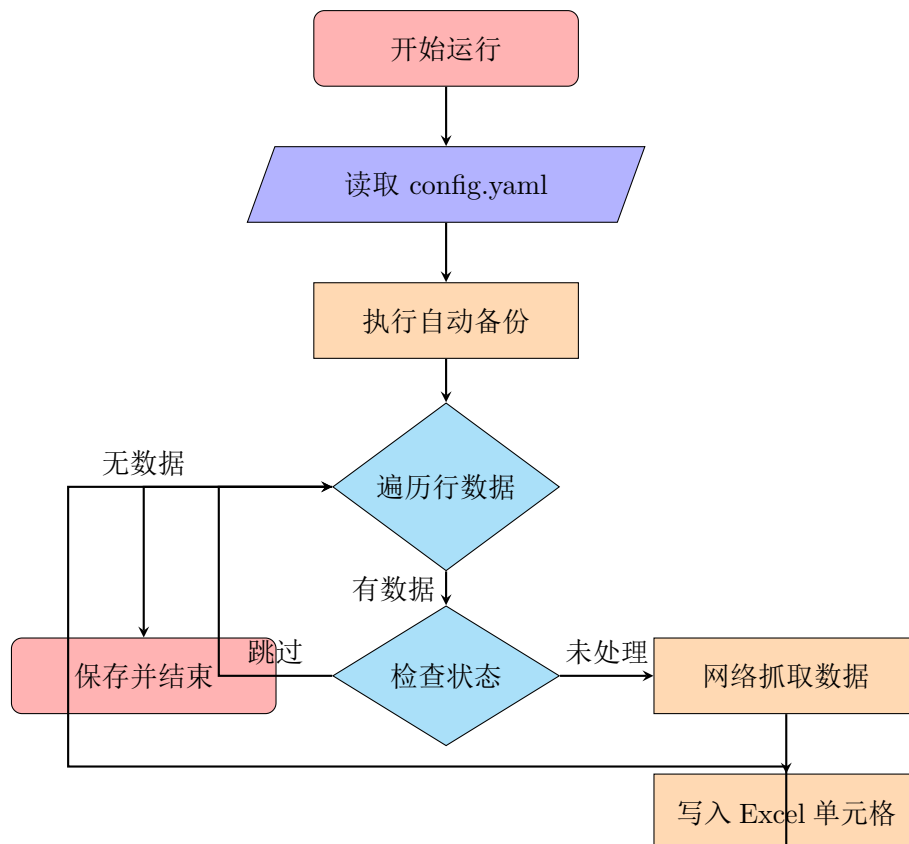 开始运行
读取 config.yaml
执行自动备份
无数据
遍历行数据
有数据
保存并结束
跳过
检查状态
未处理
网络抓取数据
写入 Excel 单元格